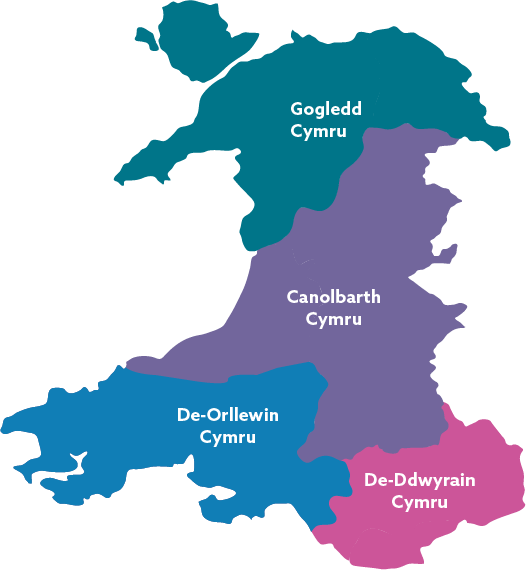 Gogledd
Cymru
Canolbarth
Cymru
De-Orllewin
Cymru
De-Ddwyrain
Cymru